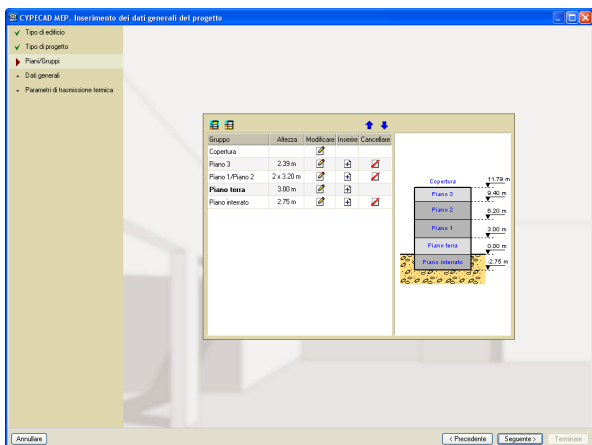 CYPECAD MEP. Inserimento dei dati generali del progetto
Tipo di edificio
Tipo di progetto
Piani/Gruppi
Dati generali
Parametri di trasmissione termica
Gruppo Altezza Modificare Inserire Cancellare
Copertura
Piano 3 2.39 m
Piano 1/Piano 2 2 x 3.20 m
Piano terra 3.00 m
Piano interrato 2.75 m
Copertura 11.79 m
Piano 3 9.40 m
Piano 2 6.20 m
Piano 1 3.00 m
Piano terra 0.00 m
Piano interrato -2.75 m
Annullare < Precedente Seguente > Terminare